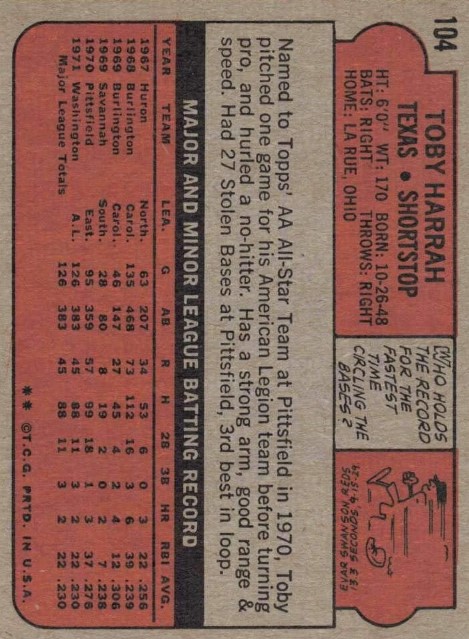 104
TOBY HARRAH
TEXAS • SHORTSTOP
HT: 6'0" WT: 170 BORN: 10-26-48
BATS: RIGHT THROWS: RIGHT
HOME: LA RUE, OHIO
WHO HOLDS
THE RECORD
FOR THE
FASTEST
TIME
CIRCLING THE
BASES?
EVAR SWANSON, REDS
13.3 SECONDS, 9-15-29
Named to Topps' AA All-Star Team at Pittsfield in 1970, Toby
pitched one game for his American Legion team before turning
pro, and hurled a no-hitter. Has a strong arm, good range &
speed. Had 27 Stolen Bases at Pittsfield, 3rd best in loop.
MAJOR AND MINOR LEAGUE BATTING RECORD
YEAR TEAM LEA. G AB R H 2B 3B HR RBI AVG.
1967 Huron North. 63 207 34 53 6 0 3 22 .256
1968 Burlington Carol. 135 468 73 112 16 3 6 39 .239
1969 Burlington Carol. 46 147 27 45 4 2 4 12 .306
1969 Savannah South. 28 80 8 19 2 0 2 7 .238
1970 Pittsfield East. 95 359 57 99 18 1 3 37 .276
1971 Washington A.L. 126 383 45 88 11 3 2 22 .230
Major League Totals 126 383 45 88 11 3 2 22 .230
** ©T.C.G. PRTD. IN U.S.A.